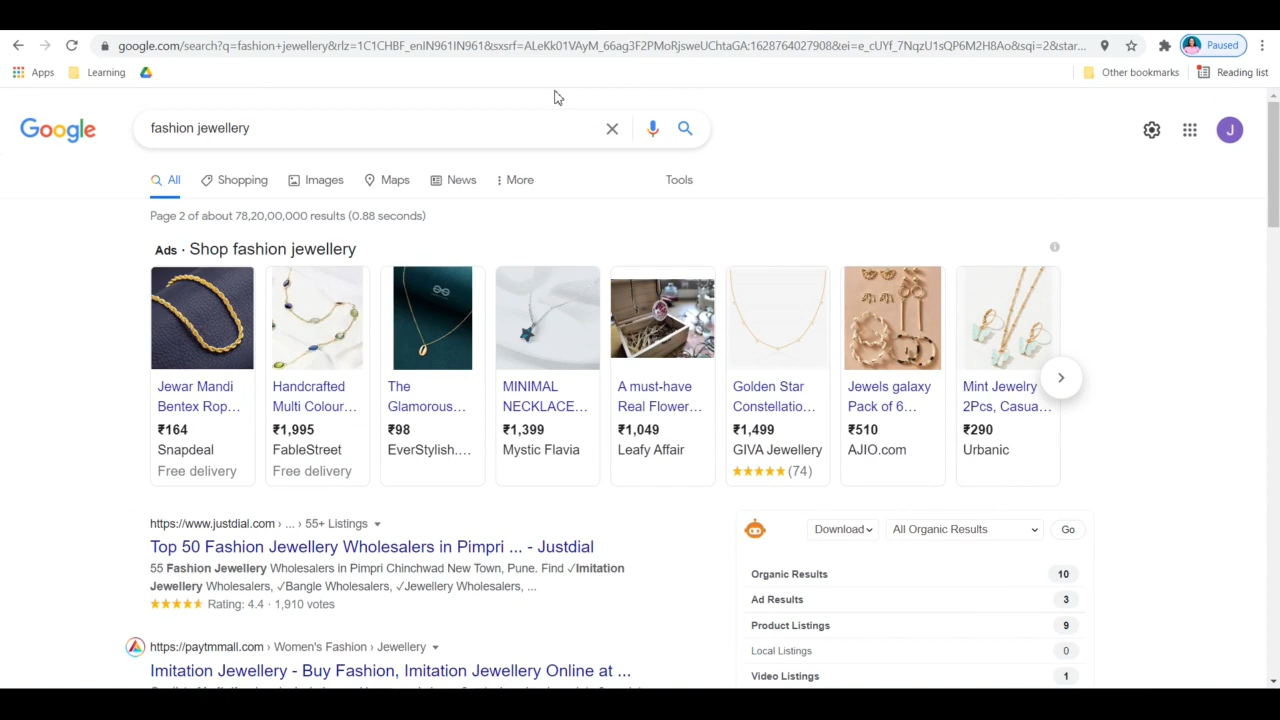 google.com/search?q=fashion+jewellery&rlz=1C1CHBF_enIN961IN961&sxsrf=ALeKk01VAyM_66ag3F2PMoRjsweUChtaGA:1628764027908&ei=e_cUYf_7NqzU1sQP6M2H8Ao&sqi=2&star...
Paused
Apps
Learning
Other bookmarks
Reading list
Google
fashion jewellery
J
All
Shopping
Images
Maps
News
More
Tools
Page 2 of about 78,20,00,000 results (0.88 seconds)
Ads · Shop fashion jewellery
Jewar Mandi
Bentex Rop...
₹164
Snapdeal
Free delivery
Handcrafted
Multi Colour...
₹1,995
FableStreet
Free delivery
The
Glamorous...
₹98
EverStylish....
MINIMAL
NECKLACE...
₹1,399
Mystic Flavia
A must-have
Real Flower...
₹1,049
Leafy Affair
Golden Star
Constellatio...
₹1,499
GIVA Jewellery
★★★★★ (74)
Jewels galaxy
Pack of 6...
₹510
AJIO.com
Mint Jewelry
2Pcs, Casua...
₹290
Urbanic
https://www.justdial.com › ... › 55+ Listings
Top 50 Fashion Jewellery Wholesalers in Pimpri ... - Justdial
55 Fashion Jewellery Wholesalers in Pimpri Chinchwad New Town, Pune. Find ✓Imitation
Jewellery Wholesalers, ✓Bangle Wholesalers, ✓Jewellery Wholesalers, ...
★★★★★ Rating: 4.4 · 1,910 votes
https://paytmmall.com › Women's Fashion › Jewellery
Imitation Jewellery - Buy Fashion, Imitation Jewellery Online at ...
Download
All Organic Results
Go
Organic Results 10
Ad Results 3
Product Listings 9
Local Listings 0
Video Listings 1